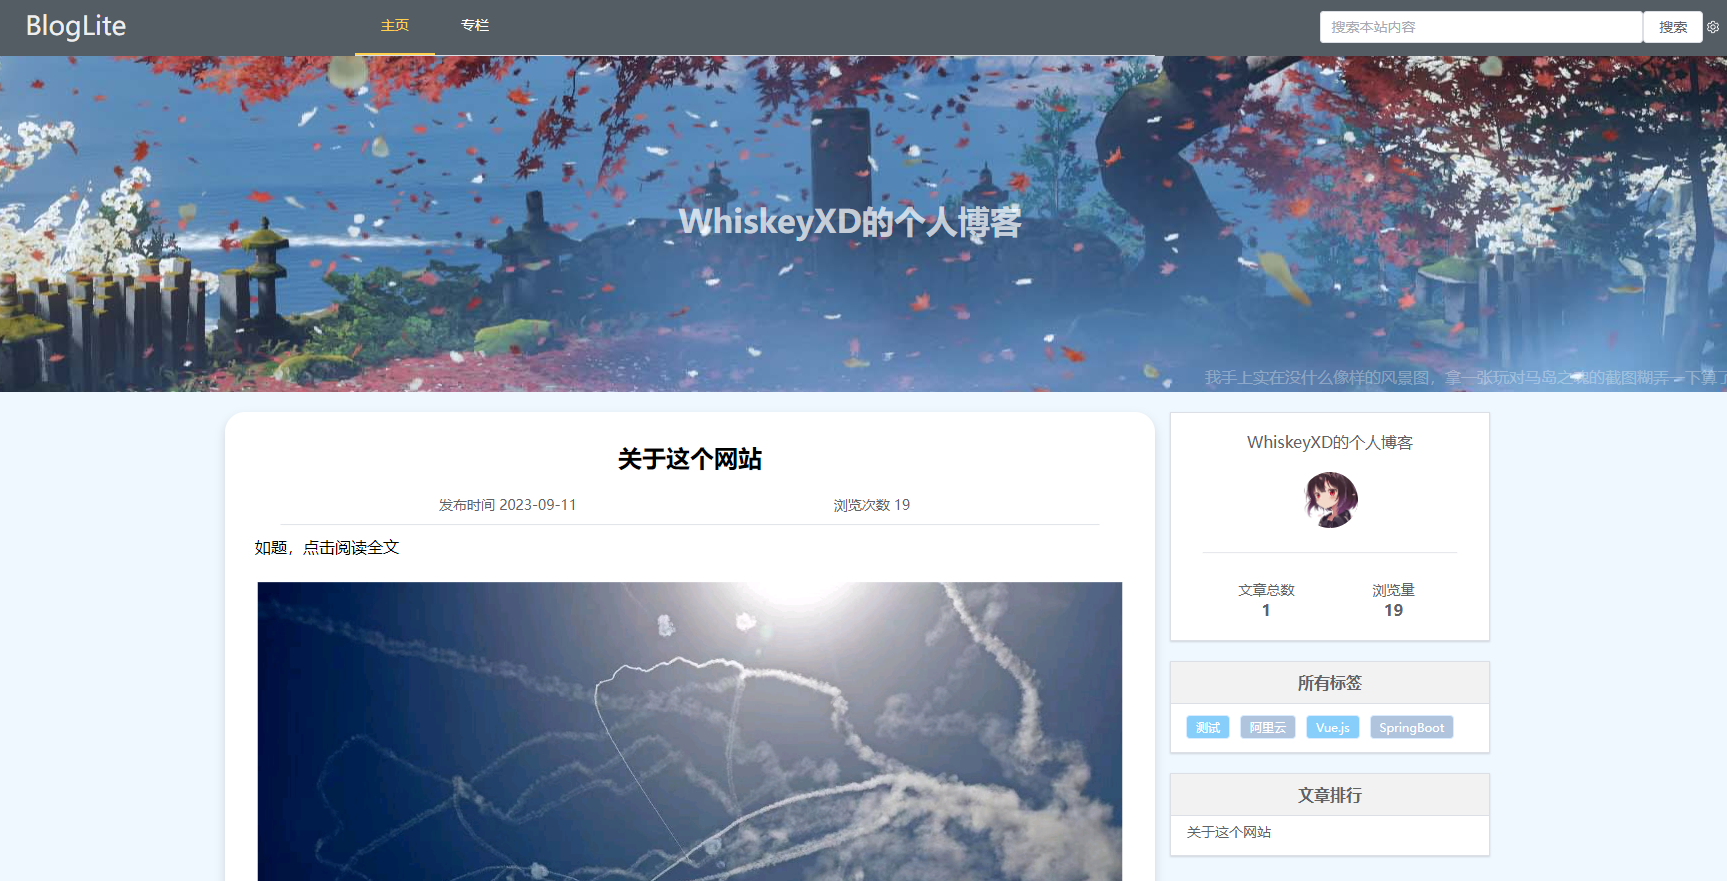 BlogLite
主页
专栏
搜索本站内容
搜索
WhiskeyXD的个人博客
我手上实在没什么像样的风景图，拿一张玩对马岛之魂的截图糊弄一下算了
关于这个网站
发布时间 2023-09-11
浏览次数 19
如题，点击阅读全文
WhiskeyXD的个人博客
文章总数
1
浏览量
19
所有标签
测试
阿里云
Vue.js
SpringBoot
文章排行
关于这个网站